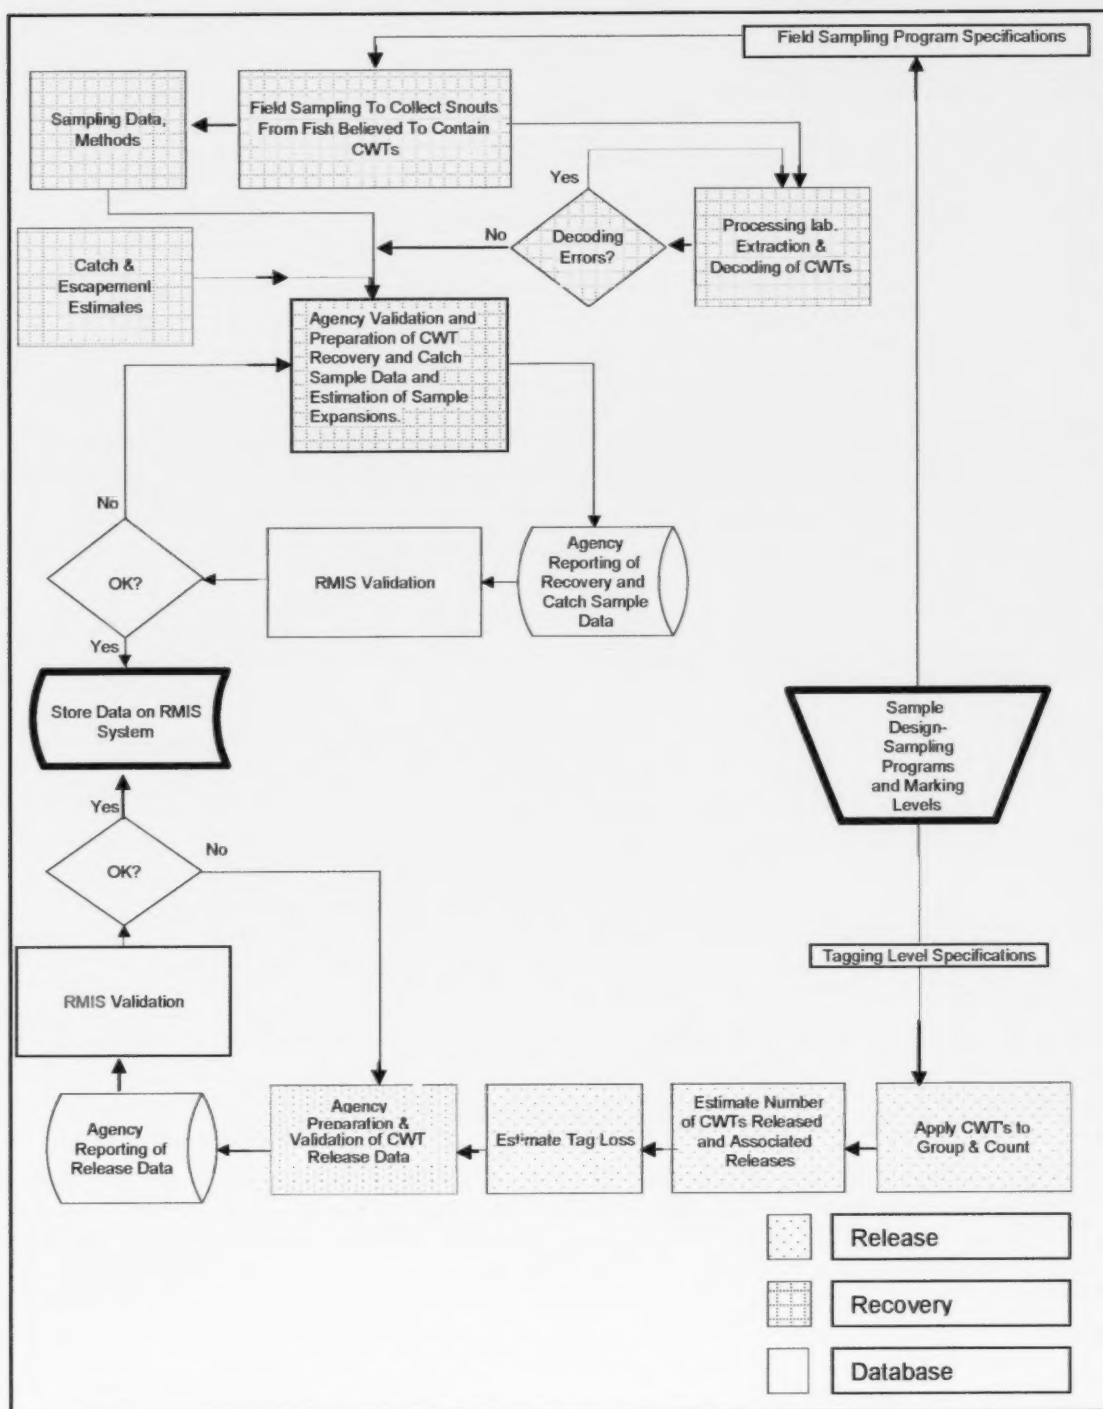 Field Sampling Program Specifications
Sampling Data,
Methods
Field Sampling To Collect Snouts
From Fish Believed To Contain
CWTs
Yes
No
Decoding
Errors?
Processing lab.
Extraction &
Decoding of CWTs
Catch &
Escapement
Estimates
Agency Validation and
Preparation of CWT
Recovery and Catch
Sample Data and
Estimation of Sample
Expansions.
No
OK?
RMIS Validation
Agency
Reporting of
Recovery and
Catch Sample
Data
Yes
Store Data on RMIS
System
Sample
Design-
Sampling
Programs
and Marking
Levels
Yes
OK?
No
Tagging Level Specifications
RMIS Validation
Agency
Reporting of
Release Data
Agency
Preparation &
Validation of CWT
Release Data
Estimate Tag Loss
Estimate Number
of CWTs Released
and Associated
Releases
Apply CWT's to
Group & Count
Release
Recovery
Database